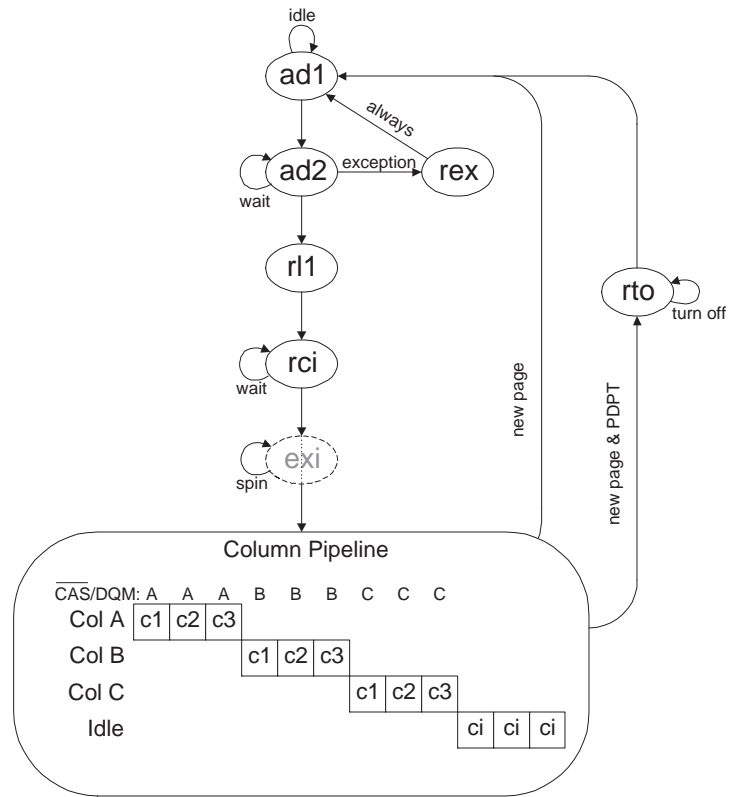 idle
ad1
always
ad2
exception
rex
wait
rl1
rto
turn off
rci
wait
new page
new page & PDPT
exi
spin
Column Pipeline
CAS/DQM: A A A B B B C C C
Col A c1 c2 c3
Col B c1 c2 c3
Col C c1 c2 c3
Idle ci ci ci